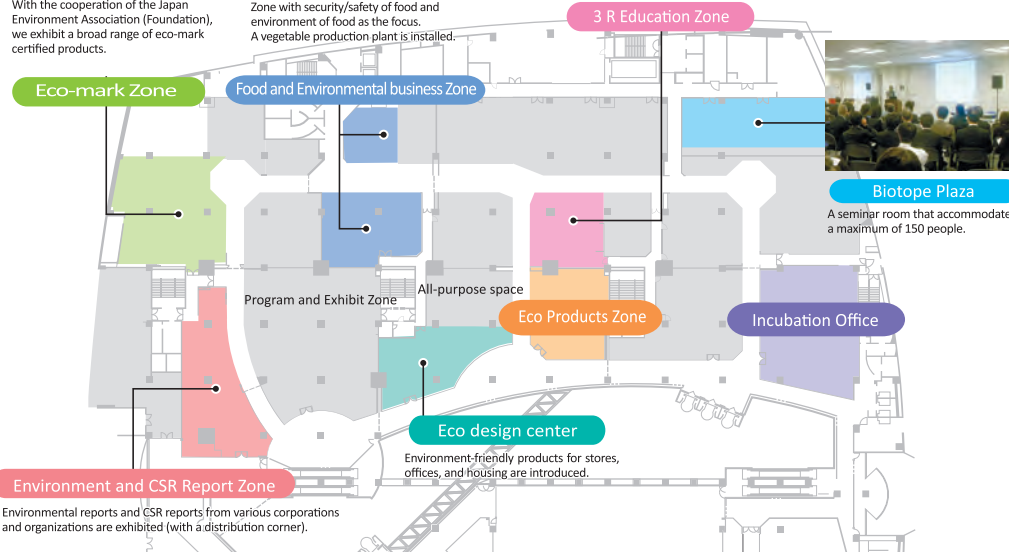 With the cooperation of the Japan
Environment Association (Foundation),
we exhibit a broad range of eco-mark
certified products.
Zone with security/safety of food and
environment of food as the focus.
A vegetable production plant is installed.
3 R Education Zone
Eco-mark Zone
Food and Environmental business Zone
Biotope Plaza
A seminar room that accommodate
a maximum of 150 people.
Program and Exhibit Zone
All-purpose space
Eco Products Zone
Incubation Office
Eco design center
Environment-friendly products for stores,
offices, and housing are introduced.
Environment and CSR Report Zone
Environmental reports and CSR reports from various corporations
and organizations are exhibited (with a distribution corner).